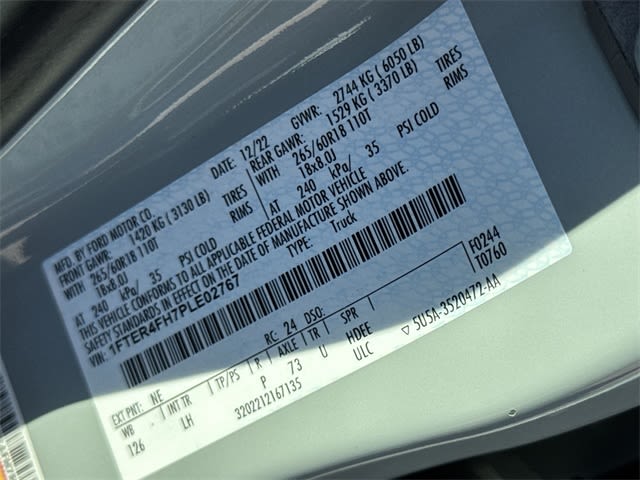 MFD. BY FORD MOTOR CO.
DATE: 12/22
GVWR: 2744 KG ( 6050 LB)
FRONT GAWR: 1420 KG ( 3130 LB)
REAR GAWR: 1529 KG ( 3370 LB)
WITH 265/60R18 110T TIRES
WITH 265/60R18 110T TIRES
18x8.0J RIMS
18x8.0J RIMS
AT 240 kPa/ 35 PSI COLD
AT 240 kPa/ 35 PSI COLD
THIS VEHICLE CONFORMS TO ALL APPLICABLE FEDERAL MOTOR VEHICLE
SAFETY STANDARDS IN EFFECT ON THE DATE OF MANUFACTURE SHOWN ABOVE.
VIN: 1FTER4FH7PLE02767
TYPE: Truck
F0244
T0760
EXT PNT: NE RC: 24 DSO:
WB INT TR TP/PS R AXLE TR SPR
126 LH P 73 U HDEE
3202212167135 ULC
5U5A-3520472-AA